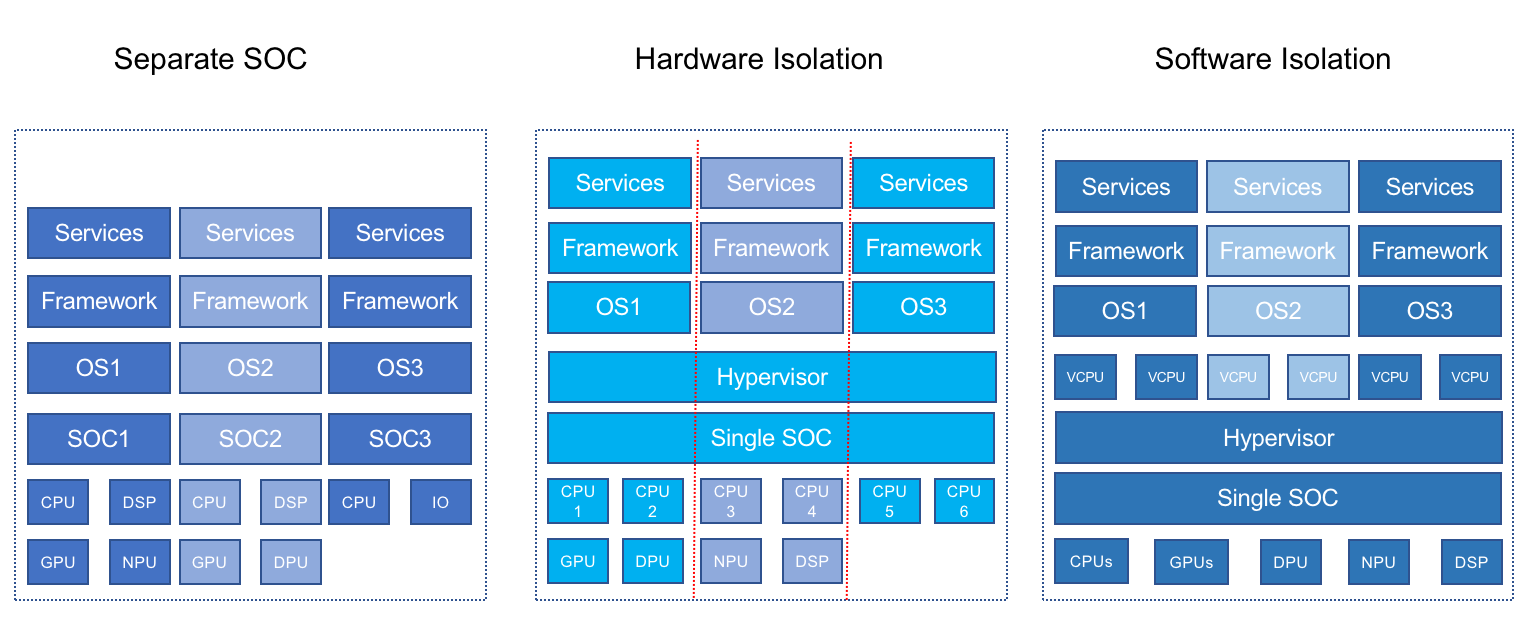 Separate SOC
Services Services Services
Framework Framework Framework
OS1 OS2 OS3
SOC1 SOC2 SOC3
CPU DSP CPU DSP CPU IO
GPU NPU GPU DPU
Hardware Isolation
Services Services Services
Framework Framework Framework
OS1 OS2 OS3
Hypervisor
Single SOC
CPU CPU CPU CPU CPU CPU
1 2 3 4 5 6
GPU DPU NPU DSP
Software Isolation
Services Services Services
Framework Framework Framework
OS1 OS2 OS3
VCPU VCPU VCPU VCPU VCPU VCPU
Hypervisor
Single SOC
CPUs GPUs DPU NPU DSP